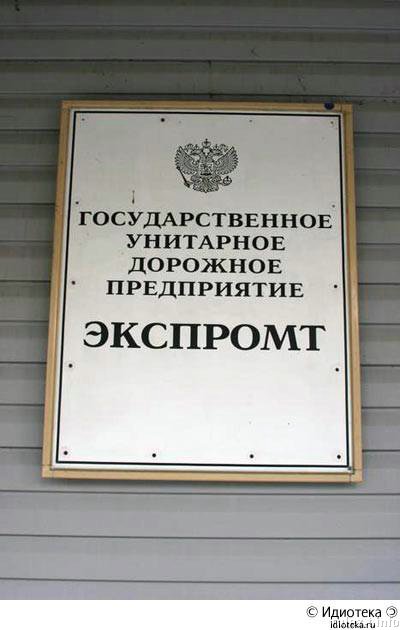 ГОСУДАРСТВЕННОЕ
УНИТАРНОЕ
ДОРОЖНОЕ
ПРЕДПРИЯТИЕ
ЭКСПРОМТ
© Идиотека
idioteka.ru